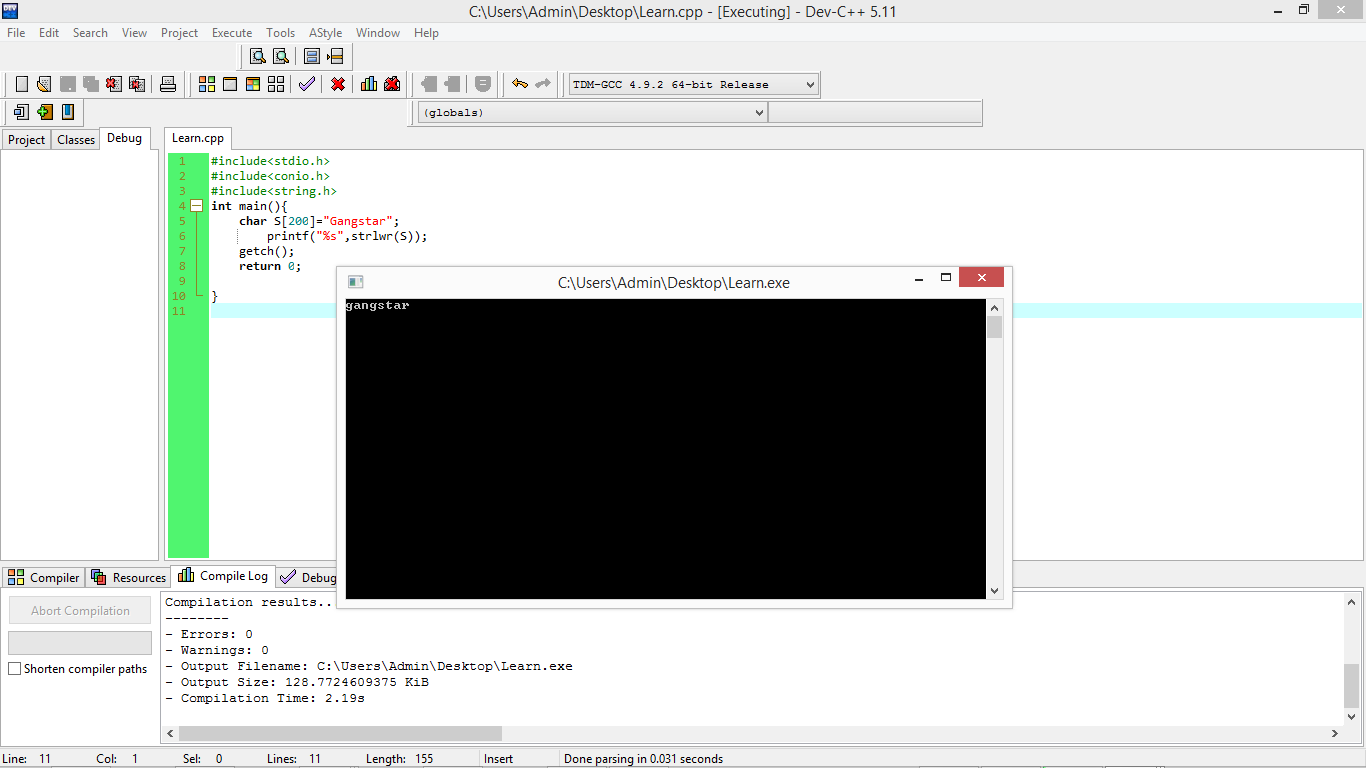 C:\Users\Admin\Desktop\Learn.cpp - [Executing] - Dev-C++ 5.11
File Edit Search View Project Execute Tools AStyle Window Help
TDM-GCC 4.9.2 64-bit Release
(globals)
Project Classes Debug
Learn.cpp
1 #include<stdio.h>
2 #include<conio.h>
3 #include<string.h>
4 int main(){
5 char S[200]="Gangstar";
6 printf("%s",strlwr(S));
7 getch();
8 return 0;
9
10 }
11
C:\Users\Admin\Desktop\Learn.exe
gangstar
Compiler Resources Compile Log Debug
Abort Compilation
Shorten compiler paths
Compilation results..
--------
- Errors: 0
- Warnings: 0
- Output Filename: C:\Users\Admin\Desktop\Learn.exe
- Output Size: 128.7724609375 KiB
- Compilation Time: 2.19s
Line: 11 Col: 1 Sel: 0 Lines: 11 Length: 155 Insert Done parsing in 0.031 seconds